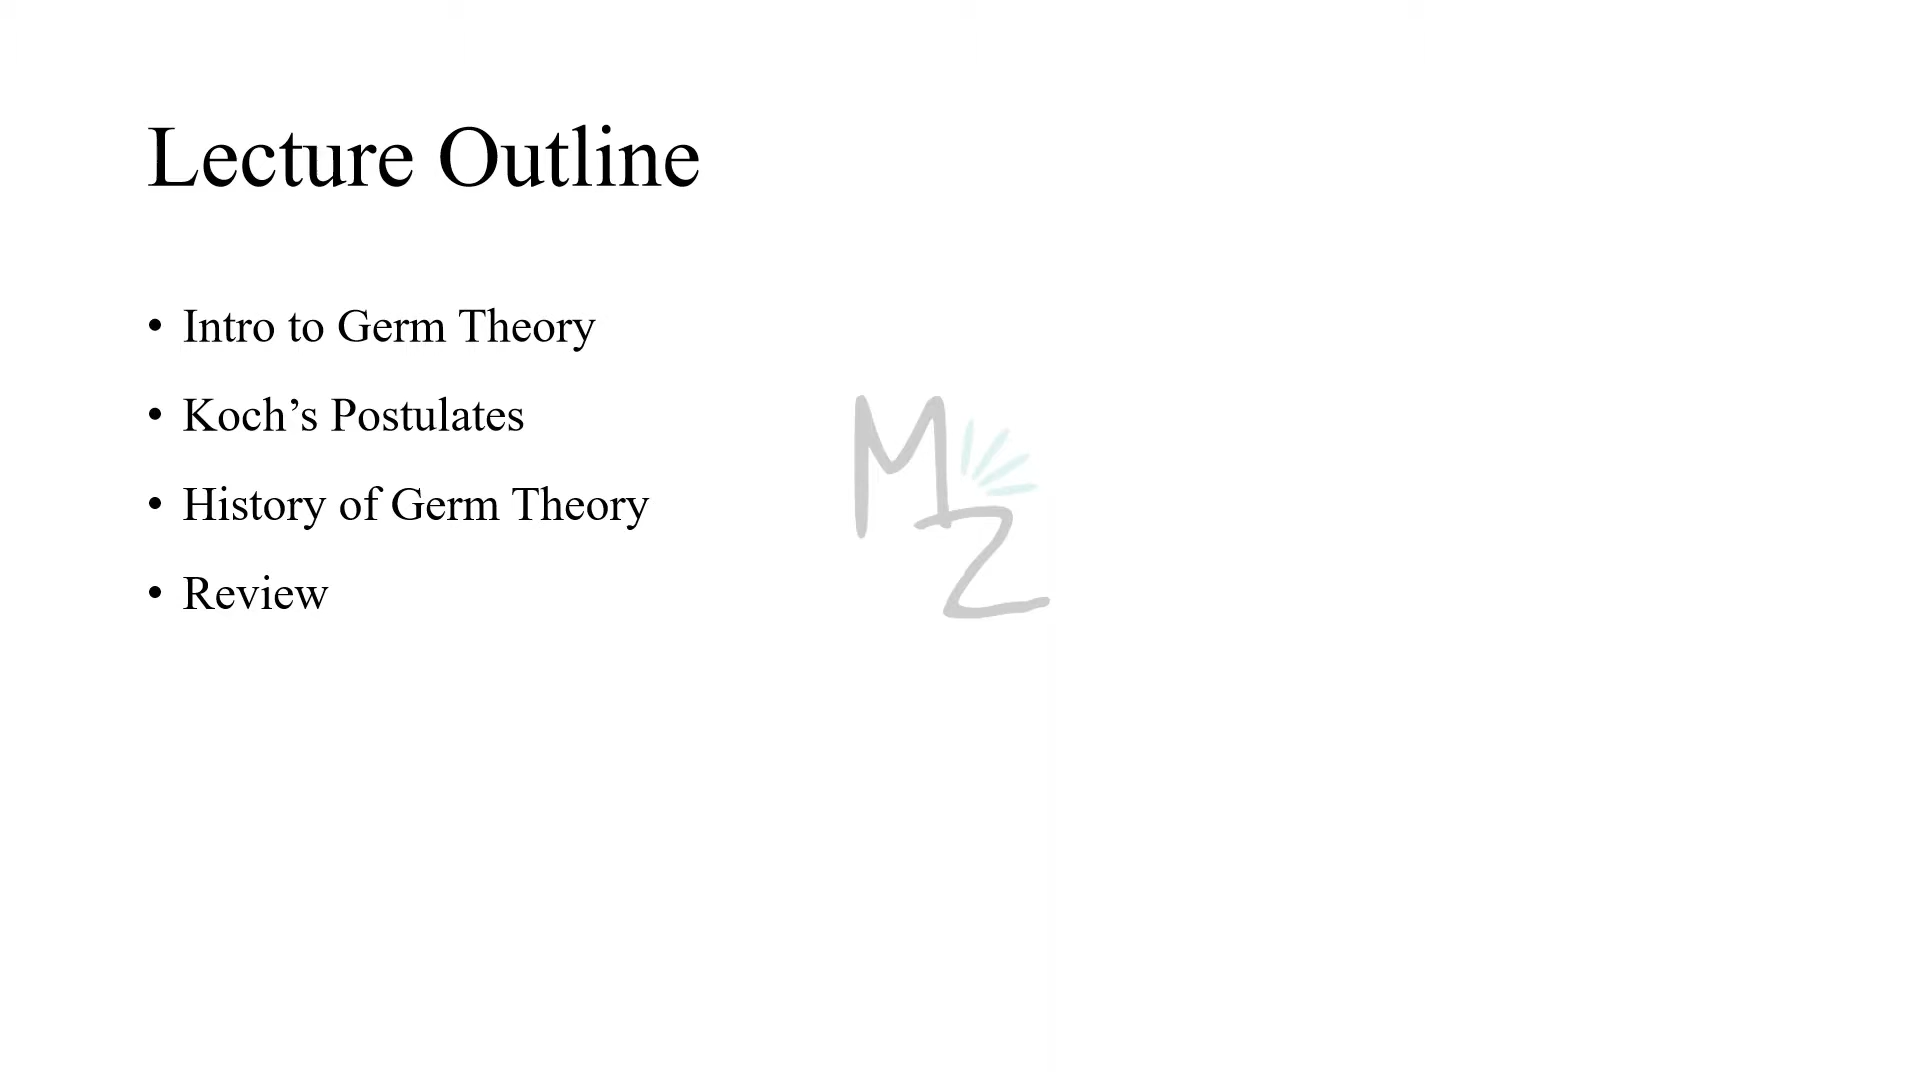 Lecture Outline
• Intro to Germ Theory
• Koch’s Postulates
• History of Germ Theory
• Review
M
Z